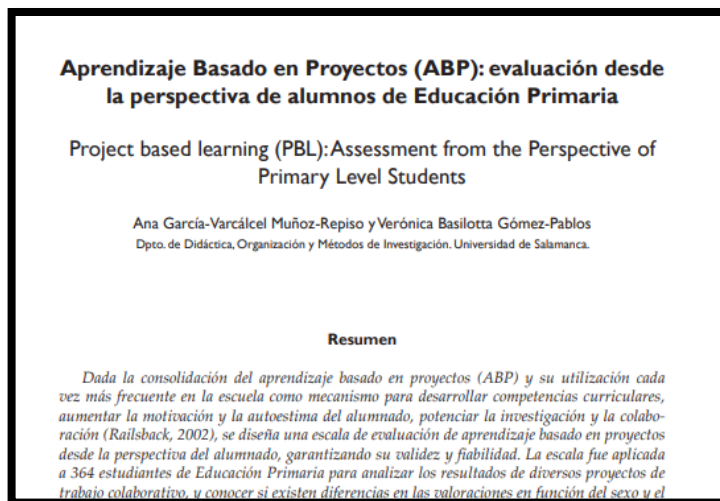 Aprendizaje Basado en Proyectos (ABP): evaluación desde
la perspectiva de alumnos de Educación Primaria
Project based learning (PBL): Assessment from the Perspective of
Primary Level Students
Ana García-Varcálcel Muñoz-Repiso y Verónica Basilotta Gómez-Pablos
Dpto. de Didáctica, Organización y Métodos de Investigación. Universidad de Salamanca.
Resumen
Dada la consolidación del aprendizaje basado en proyectos (ABP) y su utilización cada
vez más frecuente en la escuela como mecanismo para desarrollar competencias curriculares,
aumentar la motivación y la autoestima del alumnado, potenciar la investigación y la colabo-
ración (Railsback, 2002), se diseña una escala de evaluación de aprendizaje basado en proyectos
desde la perspectiva del alumnado, garantizando su validez y fiabilidad. La escala fue aplicada
a 364 estudiantes de Educación Primaria para analizar los resultados de diversos proyectos de
trabajo colaborativo, y conocer si existen diferencias en las valoraciones en función del sexo y el